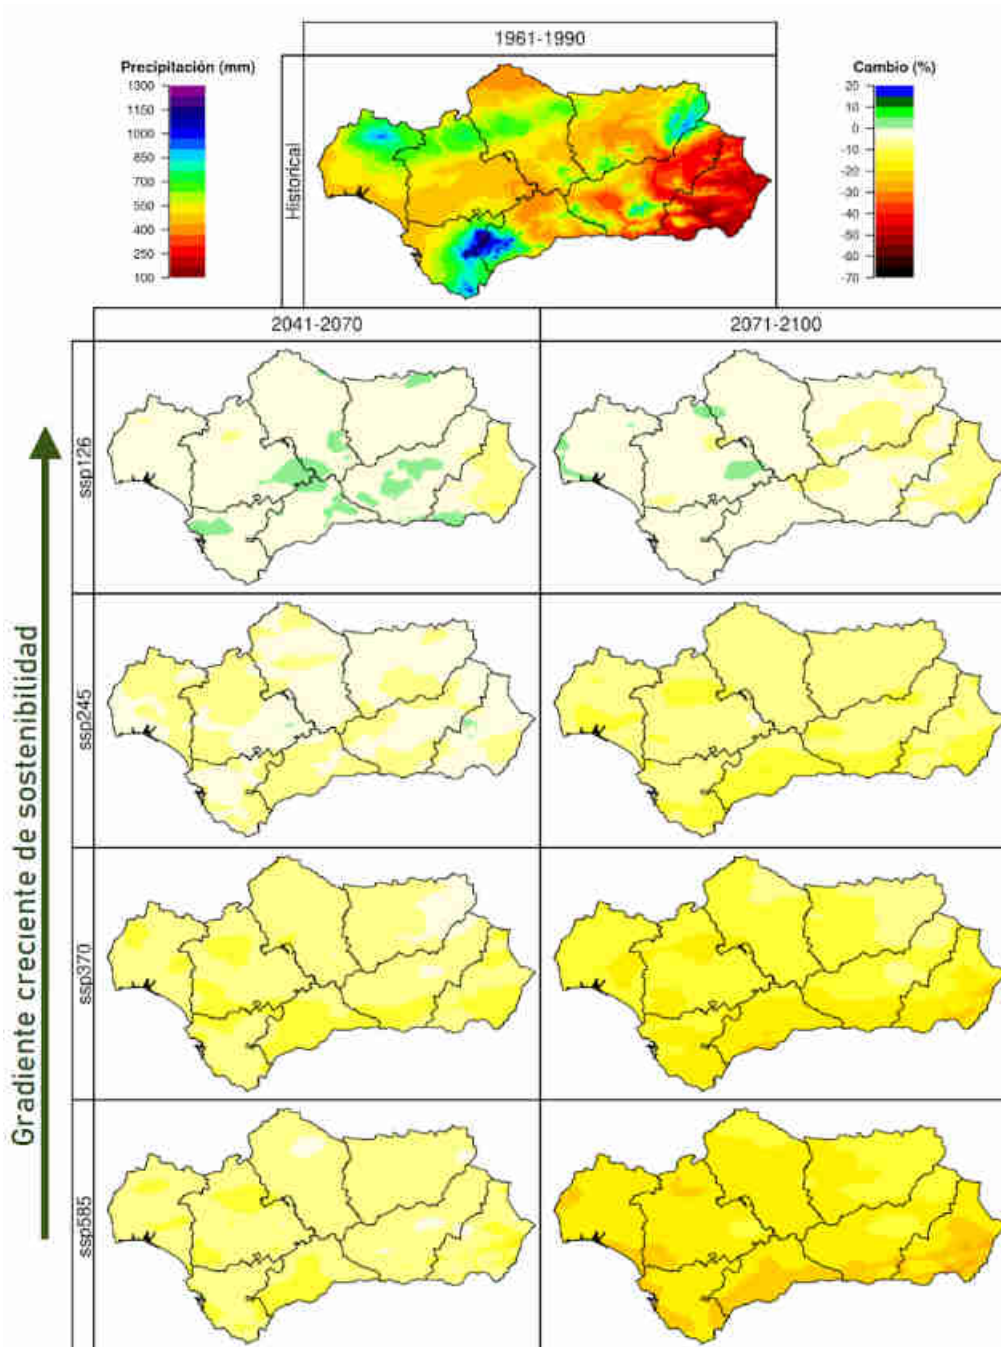 1961-1990
Precipitación (mm)
1300
1150
1000
850
700
550
400
250
100
Historical
Cambio (%)
20
10
0
-10
-20
-30
-40
-50
-60
-70
2041-2070
2071-2100
Gradiente creciente de sostenibilidad
ssp126
ssp245
ssp370
ssp585